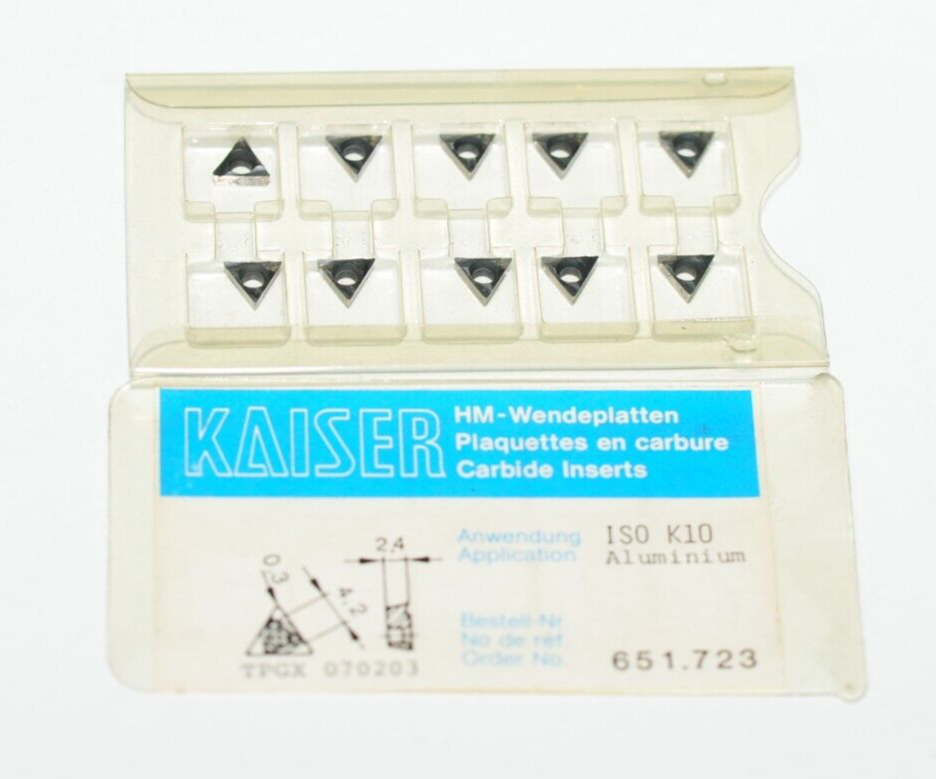 KAISER
HM-Wendeplatten
Plaquettes en carbure
Carbide Inserts
Anwendung
Application
ISO K10
Aluminium
2,4
0,3
4,2
TPGX 070203
Bestell-Nr.
No de réf.
Order No.
651.723